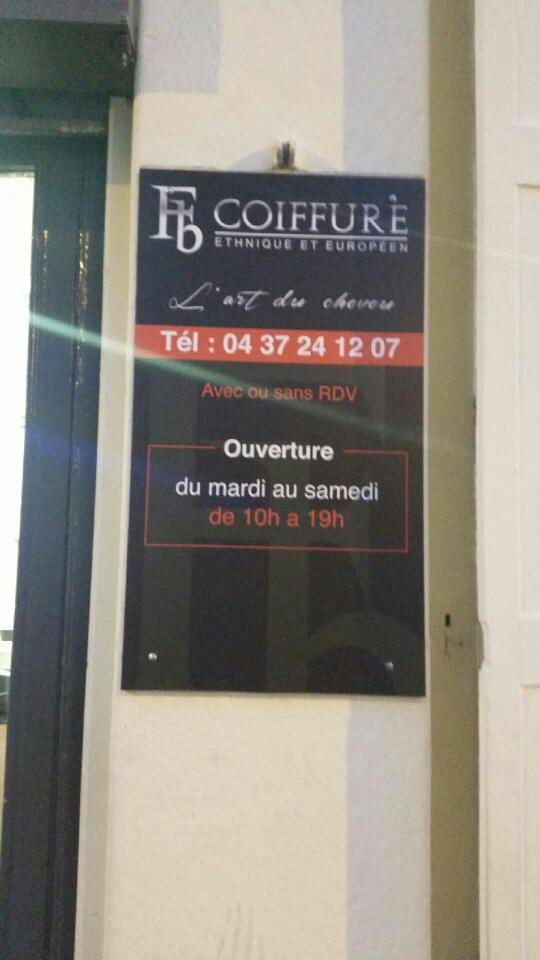 Fb COIFFURE
ETHNIQUE ET EUROPÉEN
L'art du cheveu
Tél : 04 37 24 12 07
Avec ou sans RDV
Ouverture
du mardi au samedi
de 10h a 19h